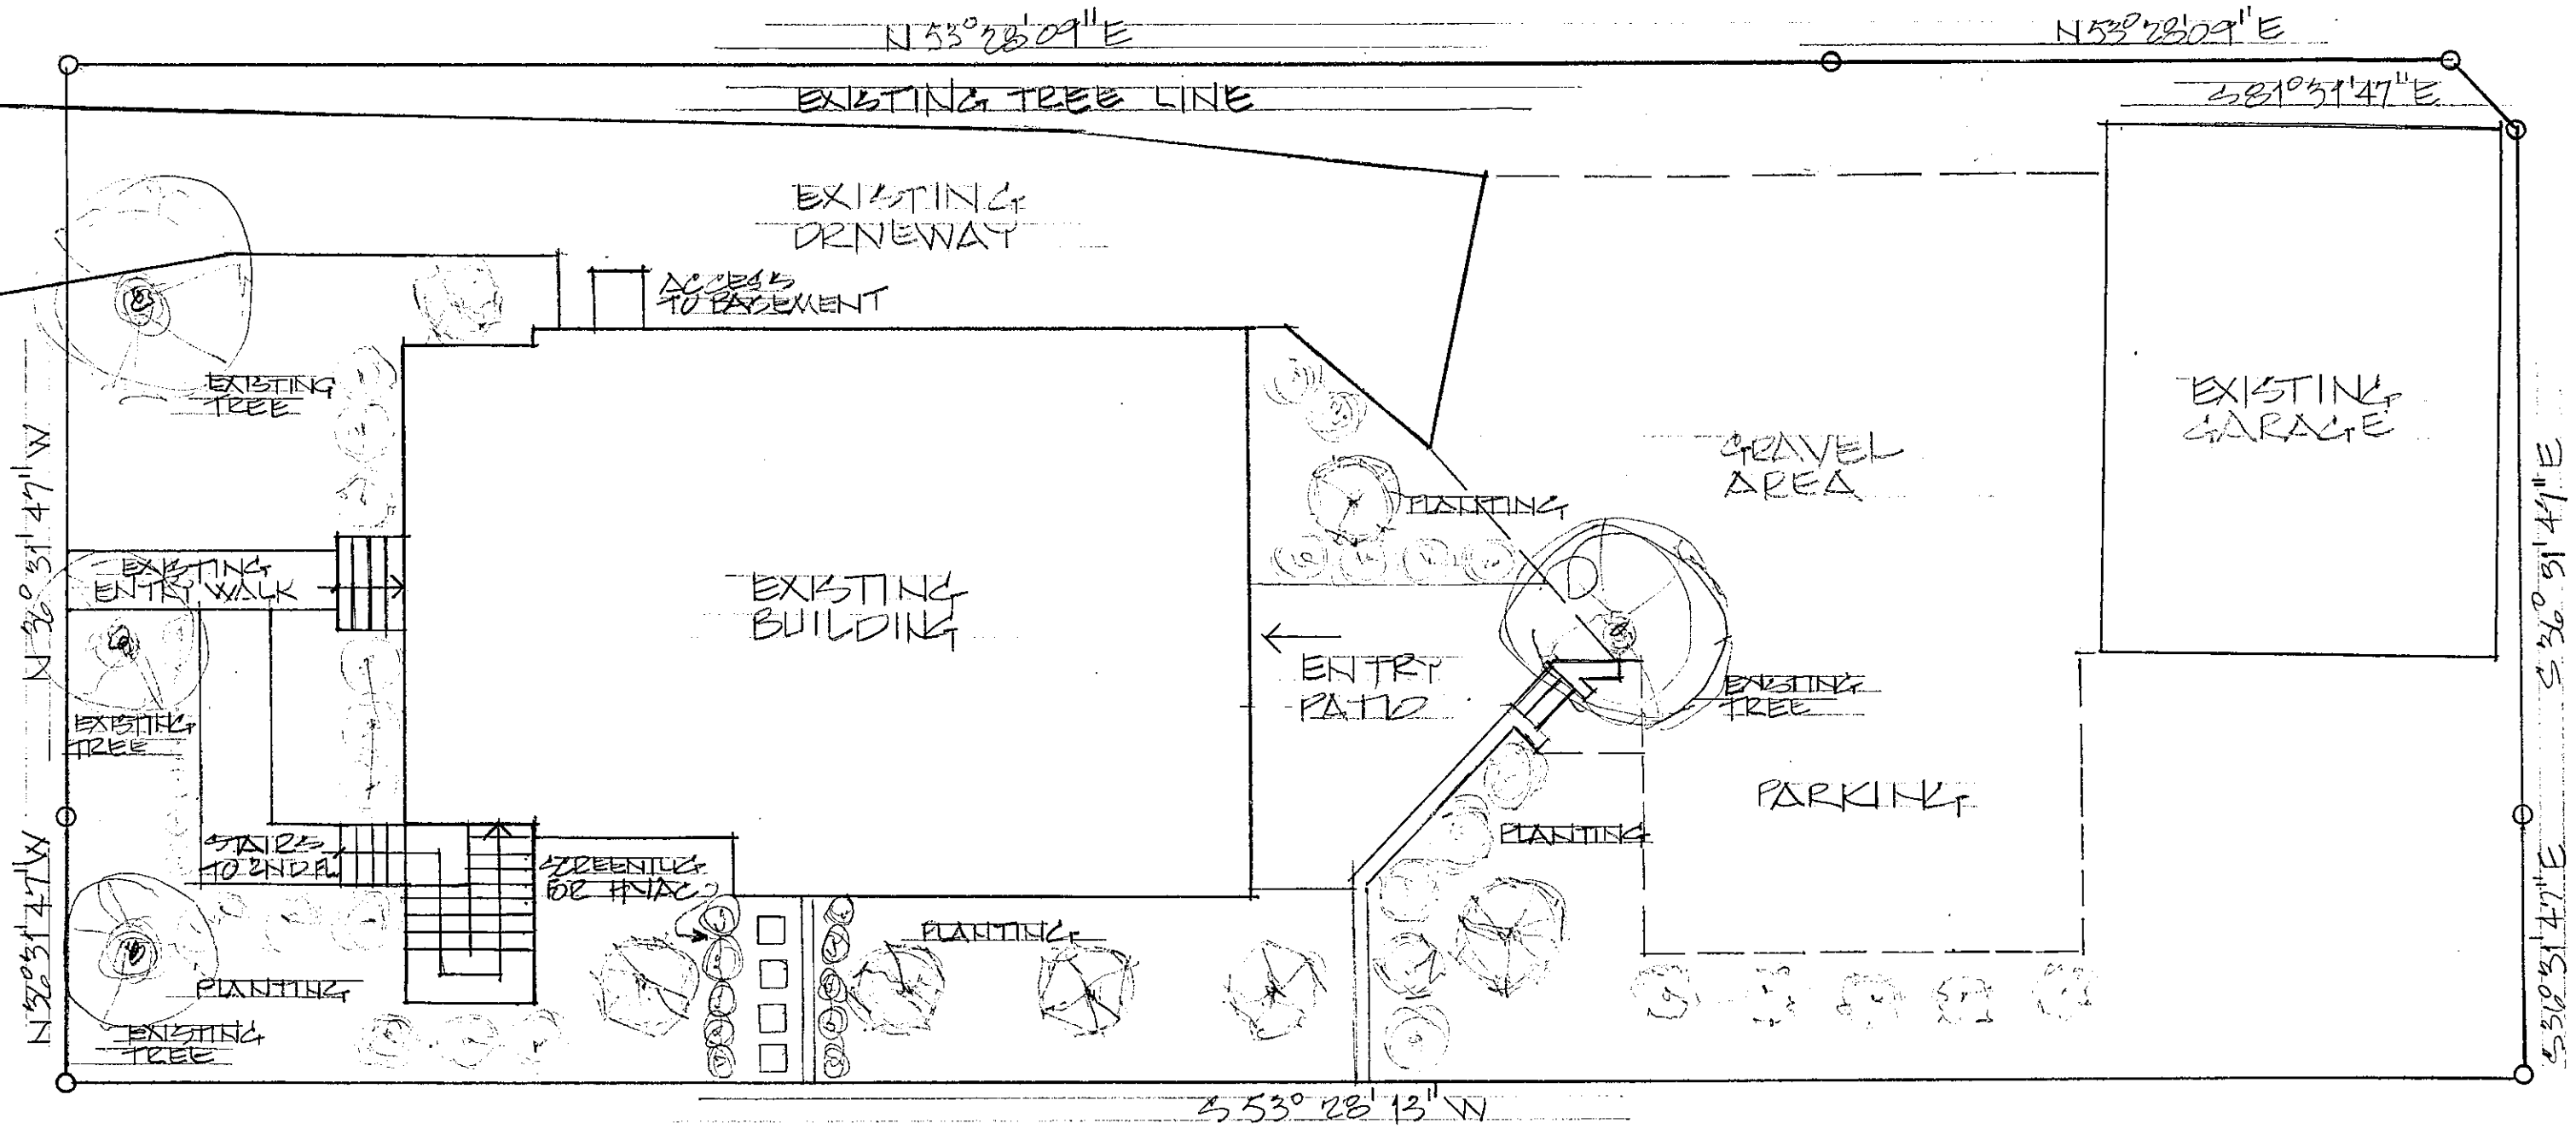 N 53° 28' 09" E
N 53° 28' 09" E
EXISTING TREE LINE
S 81° 31' 47" E
EXISTING
DRIVEWAY
ACCESS
TO BASEMENT
EXISTING
TREE
EXISTING
GARAGE
GRAVEL
AREA
PLANTING
N 36° 31' 47" W
S 36° 31' 47" E
EXISTING
ENTRY WALK
EXISTING
BUILDING
ENTRY
PATIO
EXISTING
TREE
EXISTING
TREE
PARKING
PLANTING
STAIRS
TO 2ND FL
SCREENING
FOR HVAC
N 36° 31' 47" W
S 36° 31' 47" E
PLANTING
PLANTING
EXISTING
TREE
S 53° 28' 13" W